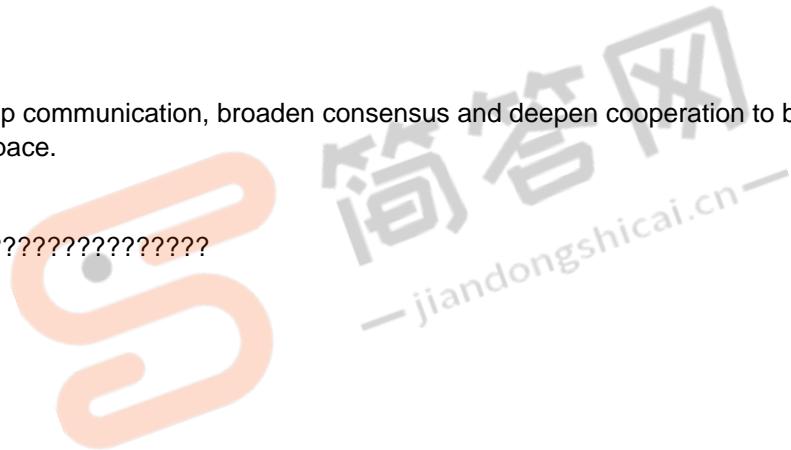 p communication, broaden consensus and deepen cooperation to b
pace.
???????????????
简答网
— jiandongshicai.cn —